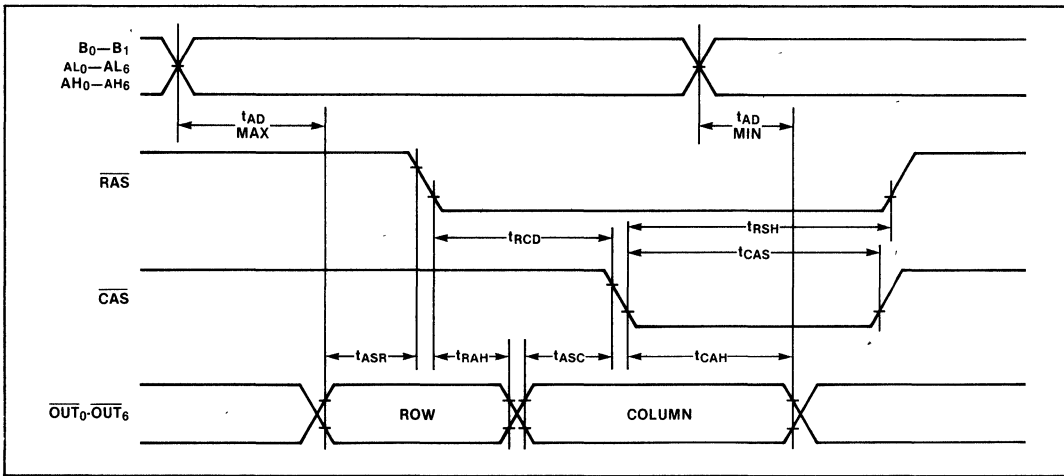 B₀—B₁
AL₀—AL₆
AH₀—AH₆
tAD MAX
tAD MIN
RAS
tRSH
tRCD
tCAS
CAS
tASR
tRAH
tASC
tCAH
OUT₀-OUT₆
ROW
COLUMN